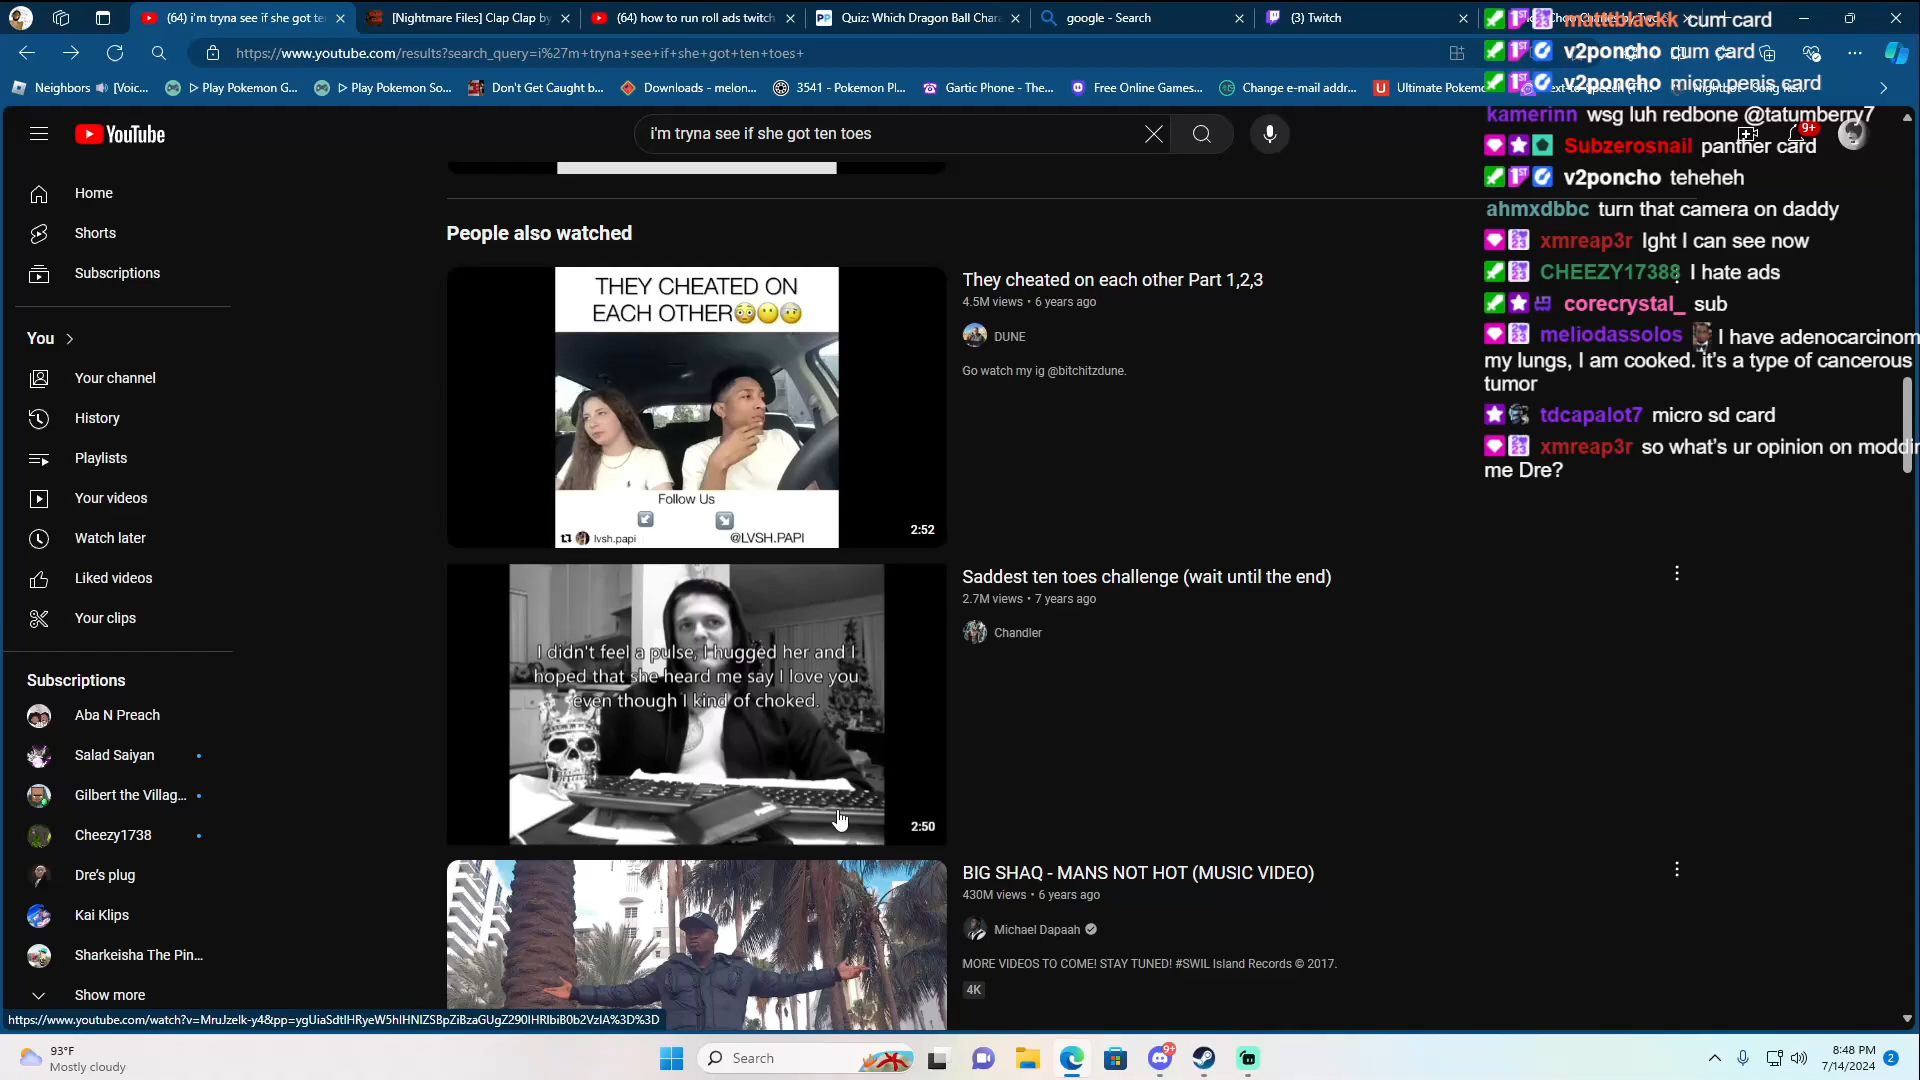 (64) i'm tryna see if she got te
[Nightmare Files] Clap Clap by
(64) how to run roll ads twitch
Quiz: Which Dragon Ball Chara
google - Search
(3) Twitch
https://www.youtube.com/results?search_query=i%27m+tryna+see+if+she+got+ten+toes+
Neighbors [Voic...
Play Pokemon G...
Play Pokemon So...
Don't Get Caught b...
Downloads - melon...
3541 - Pokemon Pl...
Gartic Phone - The...
Free Online Games...
Change e-mail addr...
Ultimate Pokem
YouTube
i'm tryna see if she got ten toes
9+
Home
Shorts
Subscriptions
You
Your channel
History
Playlists
Your videos
Watch later
Liked videos
Your clips
Subscriptions
Aba N Preach
Salad Saiyan
Gilbert the Villag...
Cheezy1738
Dre's plug
Kai Klips
Sharkeisha The Pin...
Show more
People also watched
THEY CHEATED ON
EACH OTHER😳😶🤕
Follow Us
lvsh.papi
@LVSH.PAPI
2:52
They cheated on each other Part 1,2,3
4.5M views • 6 years ago
DUNE
Go watch my ig @bitchitzdune.
I didn't feel a pulse, I hugged her and I
hoped that she heard me say I love you
even though I kind of choked.
2:50
Saddest ten toes challenge (wait until the end)
2.7M views • 7 years ago
Chandler
BIG SHAQ - MANS NOT HOT (MUSIC VIDEO)
430M views • 6 years ago
Michael Dapaah
MORE VIDEOS TO COME! STAY TUNED! #SWIL Island Records © 2017.
4K
matttblackk cum card
v2poncho cum card
v2poncho micro penis card
kamerinn wsg luh redbone @tatumberry7
Subzerosnail panther card
v2poncho teheheh
ahmxdbbc turn that camera on daddy
xmreap3r Ight I can see now
CHEEZY17388 I hate ads
corecrystal_ sub
meliodassolos I have adenocarcinom
my lungs, I am cooked. it's a type of cancerous
tumor
tdcapalot7 micro sd card
xmreap3r so what's ur opinion on moddin
me Dre?
https://www.youtube.com/watch?v=MruJzelk-y4&pp=ygUiaSdtIHRyeW5hIHNlZSBpZiBzaGUgZ290IHRlbiB0b2VzIA%3D%3D
93°F
Mostly cloudy
Search
9+
8:48 PM
7/14/2024
2